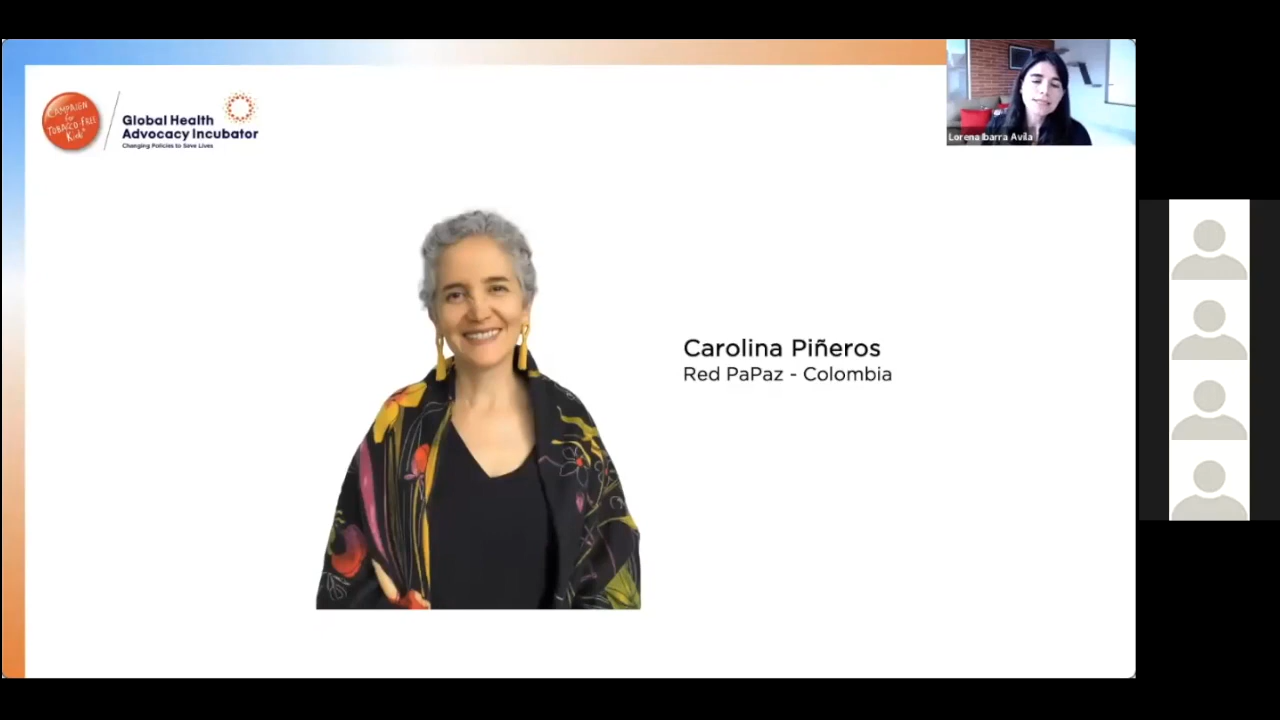 CAMPAIGN
for
TOBACCO-FREE
Kids
Global Health
Advocacy Incubator
Changing Policies to Save Lives
Lorena Ibarra Avila
Carolina Piñeros
Red PaPaz - Colombia